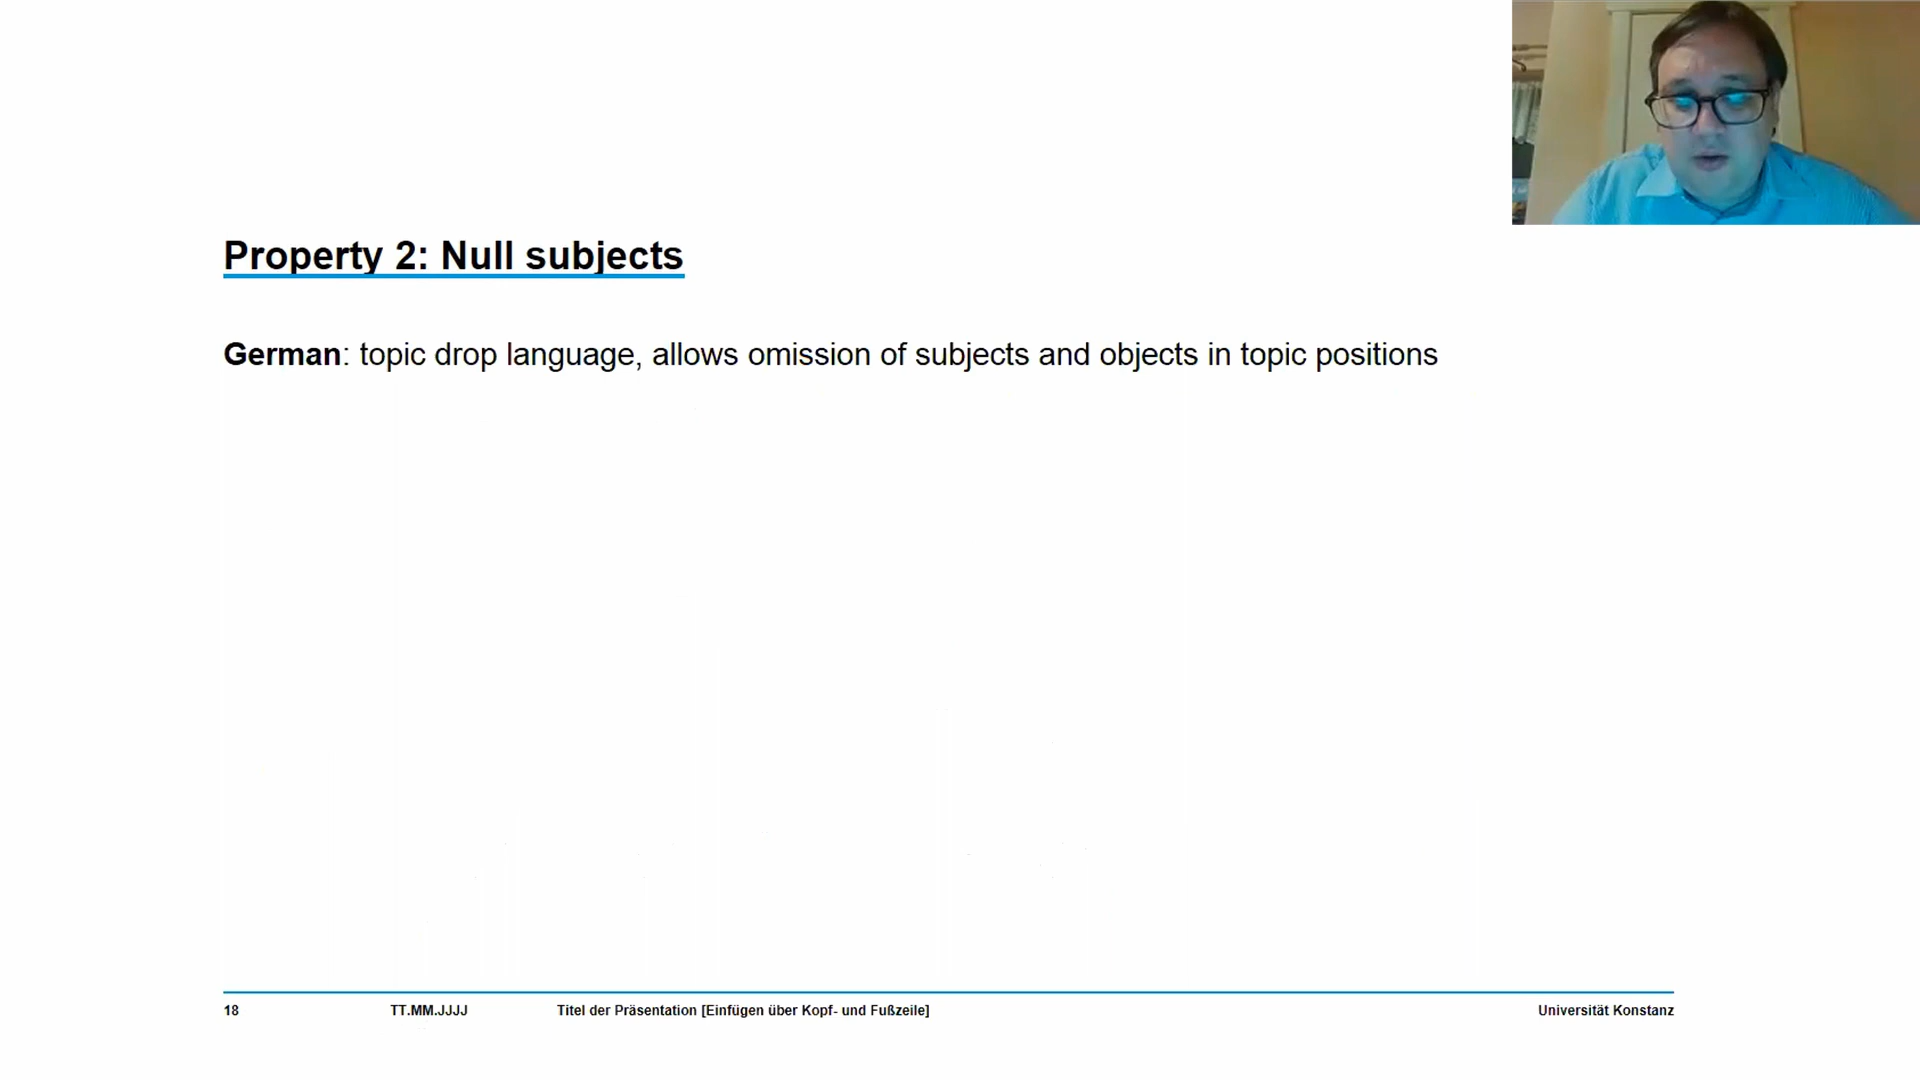 Property 2: Null subjects
German: topic drop language, allows omission of subjects and objects in topic positions
18 TT.MM.JJJJ Titel der Präsentation [Einfügen über Kopf- und Fußzeile] Universität Konstanz